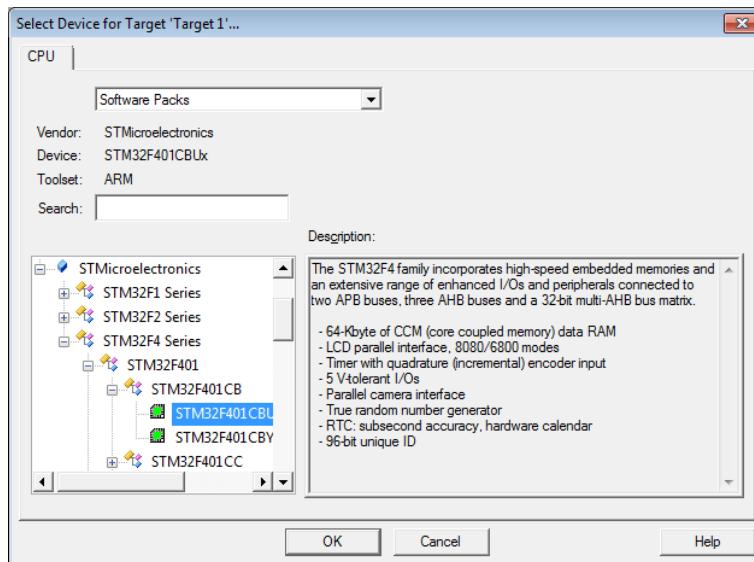 Select Device for Target 'Target 1'...
CPU
Software Packs
Vendor: STMicroelectronics
Device: STM32F401CBUx
Toolset: ARM
Search:
Description:
STMicroelectronics
STM32F1 Series
STM32F2 Series
STM32F4 Series
STM32F401
STM32F401CB
STM32F401CBU
STM32F401CBY
STM32F401CC
The STM32F4 family incorporates high-speed embedded memories and
an extensive range of enhanced I/Os and peripherals connected to
two APB buses, three AHB buses and a 32-bit multi-AHB bus matrix.
- 64-Kbyte of CCM (core coupled memory) data RAM
- LCD parallel interface, 8080/6800 modes
- Timer with quadrature (incremental) encoder input
- 5 V-tolerant I/Os
- Parallel camera interface
- True random number generator
- RTC: subsecond accuracy, hardware calendar
- 96-bit unique ID
OK
Cancel
Help